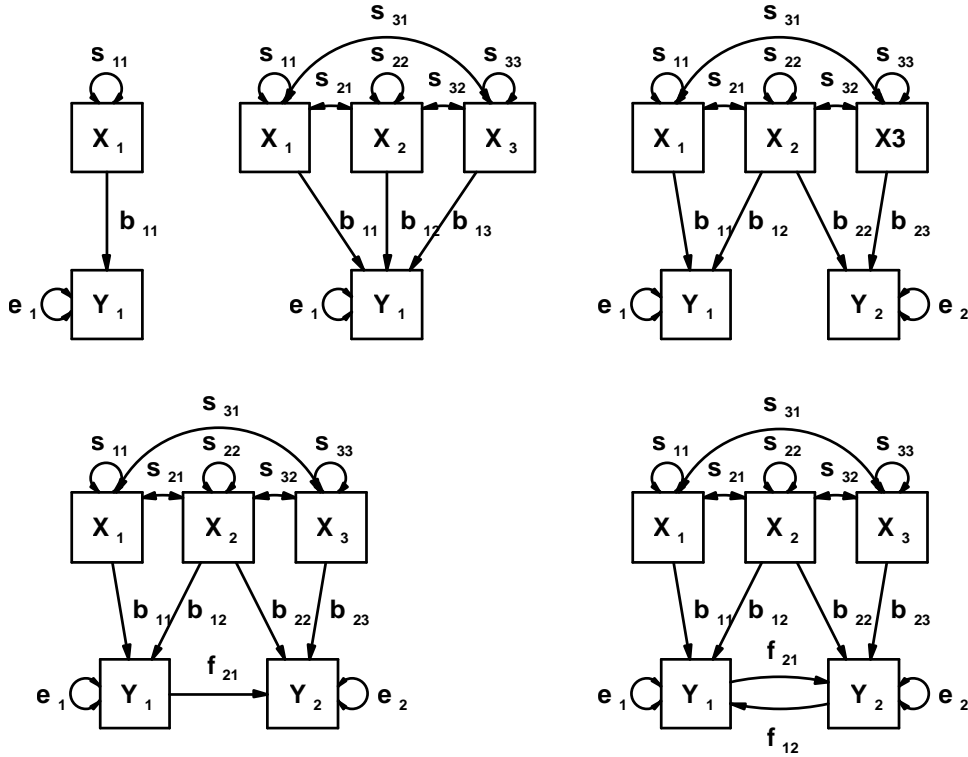 s 31 s 31
s 11 s 11 s 22 s 33 s 11 s 22 s 33
s 21 s 32 s 21 s 32
X 1 X 1 X 2 X 3 X 1 X 2 X3
b 11 b 11 b 12 b 13 b 11 b 12 b 22 b 23
e 1 Y 1 e 1 Y 1 e 1 Y 1 Y 2 e 2
s 31 s 31
s 11 s 22 s 33 s 11 s 22 s 33
s 21 s 32 s 21 s 32
X 1 X 2 X 3 X 1 X 2 X 3
b 11 b 12 b 22 b 23 b 11 b 12 b 22 b 23
f 21 f 21
e 1 Y 1 Y 2 e 2 e 1 Y 1 Y 2 e 2
f 12